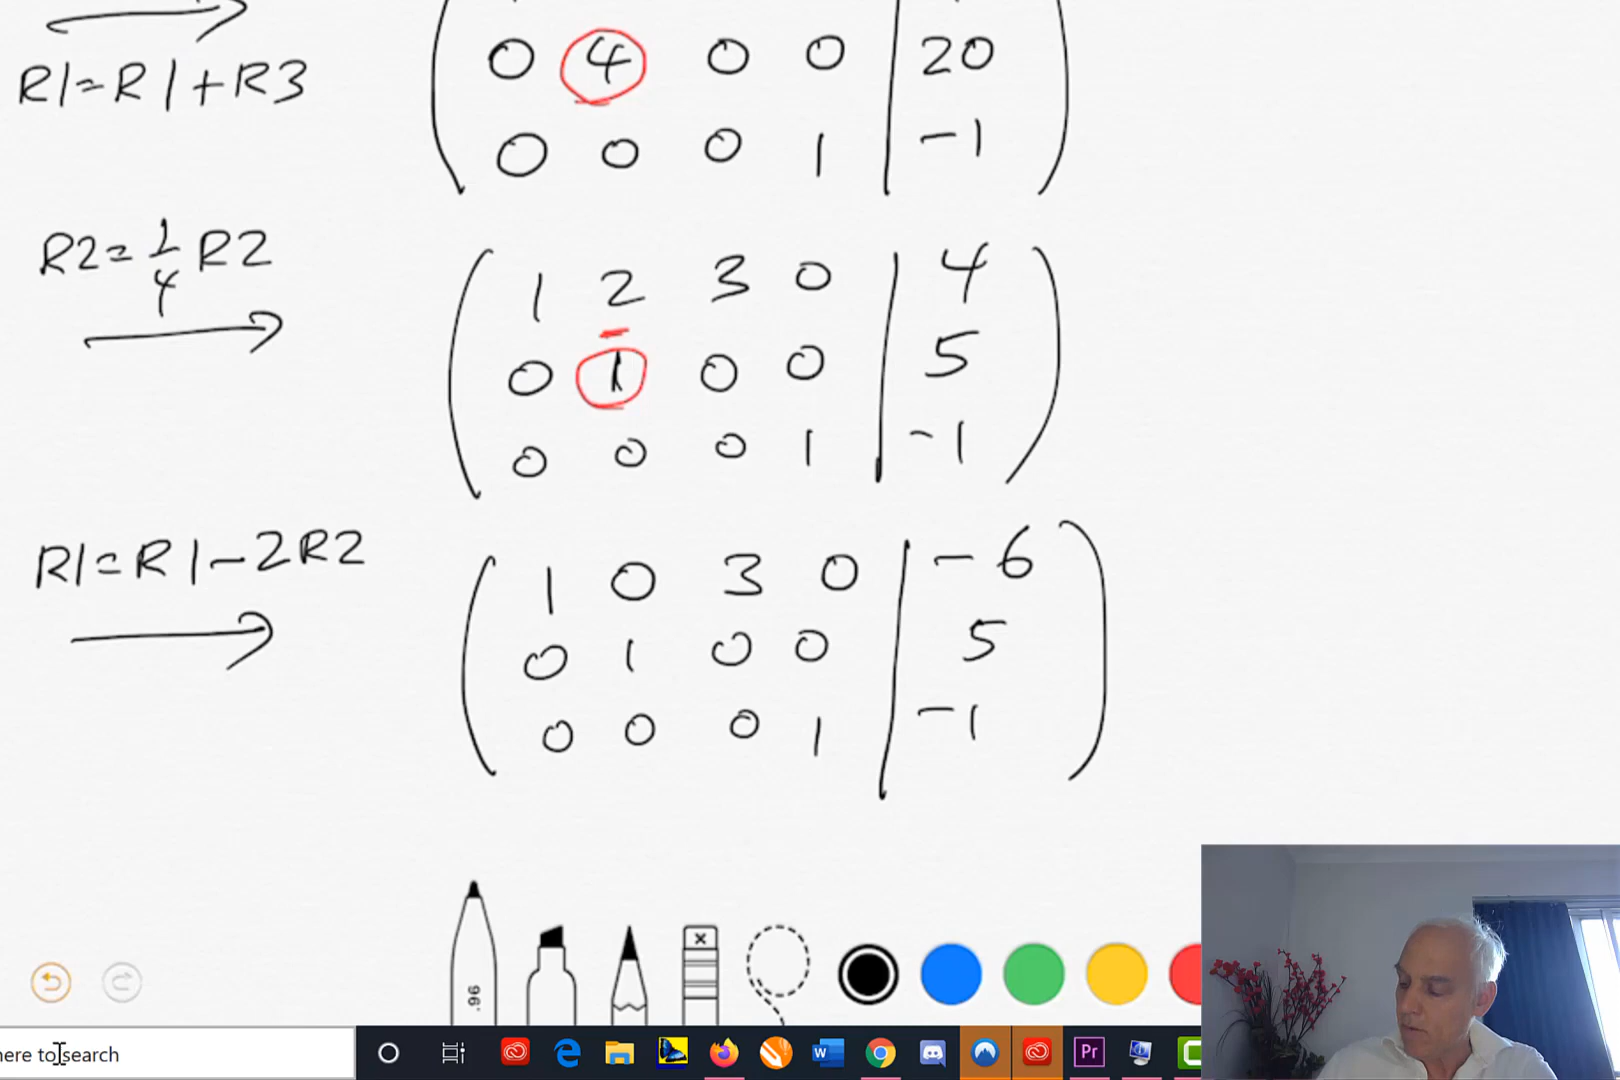 R1=R1+R3
0 4 0 0 | 20
0 0 0 1 | -1
R2=1/4 R2
1 2 3 0 | 4
0 1 0 0 | 5
0 0 0 1 | -1
R1=R1-2R2
1 0 3 0 | -6
0 1 0 0 | 5
0 0 0 1 | -1
.96
here to search
W
Pr